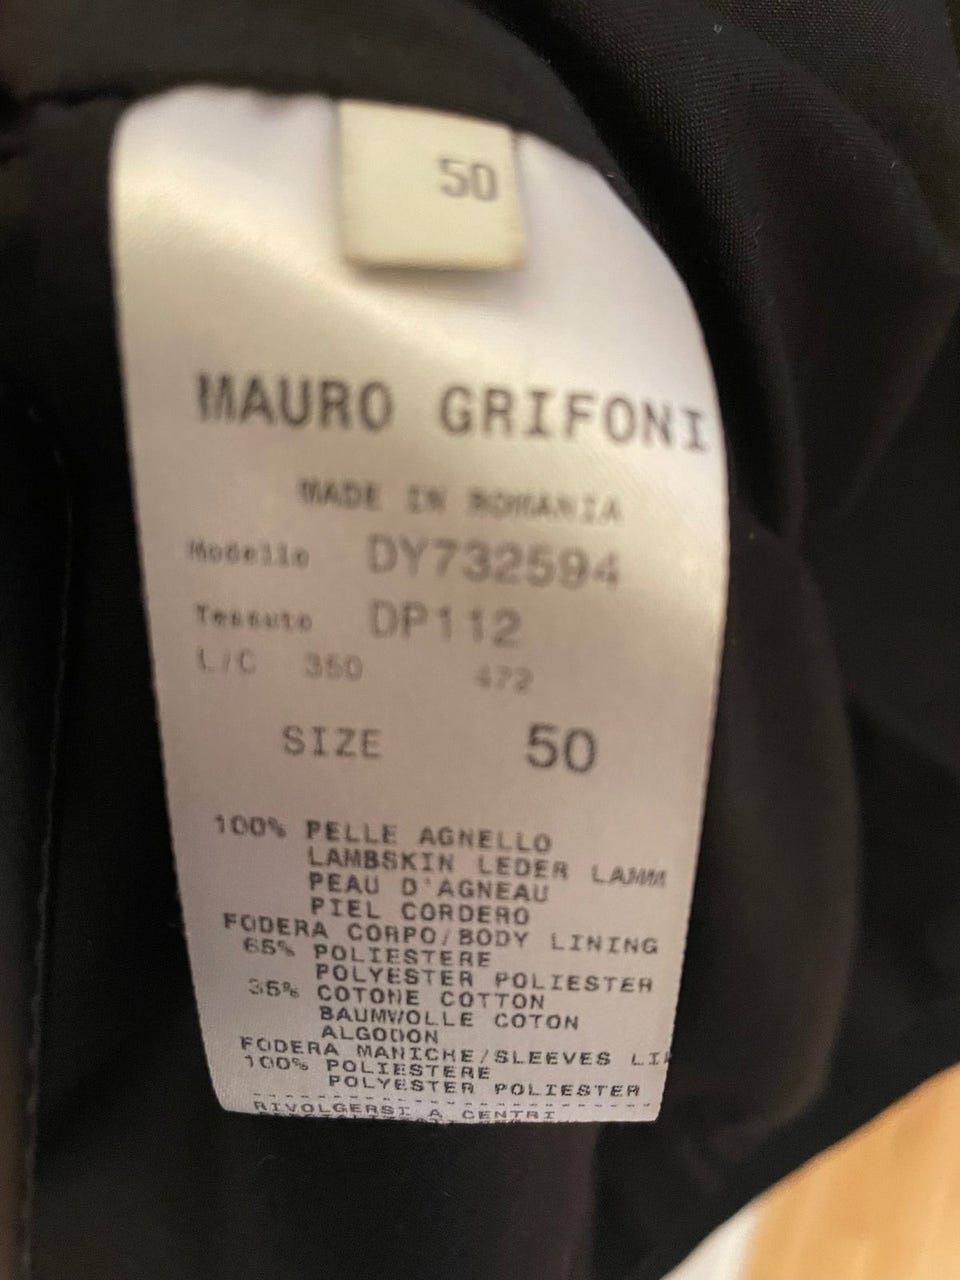 50
MAURO GRIFONI
MADE IN ROMANIA
Modello DY732594
Tessuto DP112
L/C 350 472
SIZE 50
100% PELLE AGNELLO
LAMBSKIN LEDER LAMM
PEAU D'AGNEAU
PIEL CORDERO
FODERA CORPO/BODY LINING
65% POLIESTERE
POLYESTER POLIESTER
35% COTONE COTTON
BAUMWOLLE COTON
ALGODON
FODERA MANICHE/SLEEVES LI
100% POLIESTERE
POLYESTER POLIESTER
RIVOLGERSI A CENTRI